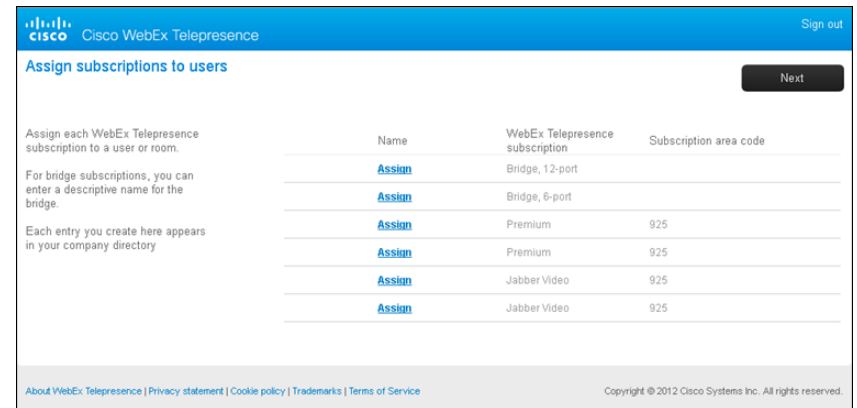 Sign out
CISCO Cisco WebEx Telepresence
Assign subscriptions to users
Next
Assign each WebEx Telepresence
subscription to a user or room.
For bridge subscriptions, you can
enter a descriptive name for the
bridge.
Each entry you create here appears
in your company directory
Name WebEx Telepresence
subscription Subscription area code
Assign Bridge, 12-port
Assign Bridge, 6-port
Assign Premium 925
Assign Premium 925
Assign Jabber Video 925
Assign Jabber Video 925
About WebEx Telepresence | Privacy statement | Cookie policy | Trademarks | Terms of Service Copyright © 2012 Cisco Systems Inc. All rights reserved.